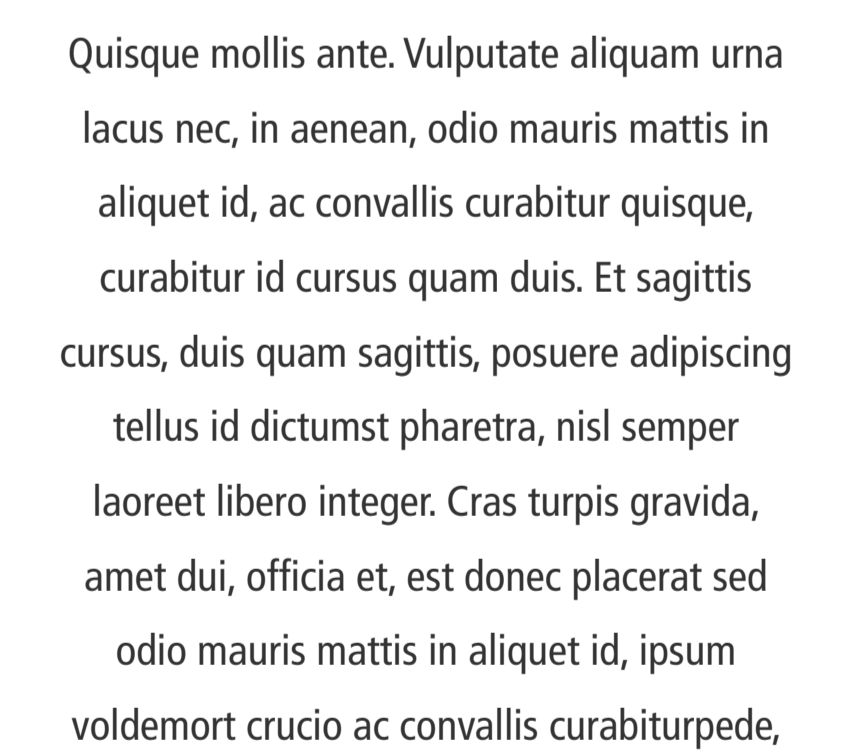 Quisque mollis ante. Vulputate aliquam urna
lacus nec, in aenean, odio mauris mattis in
aliquet id, ac convallis curabitur quisque,
curabitur id cursus quam duis. Et sagittis
cursus, duis quam sagittis, posuere adipiscing
tellus id dictumst pharetra, nisl semper
laoreet libero integer. Cras turpis gravida,
amet dui, officia et, est donec placerat sed
odio mauris mattis in aliquet id, ipsum
voldemort crucio ac convallis curabiturpede,